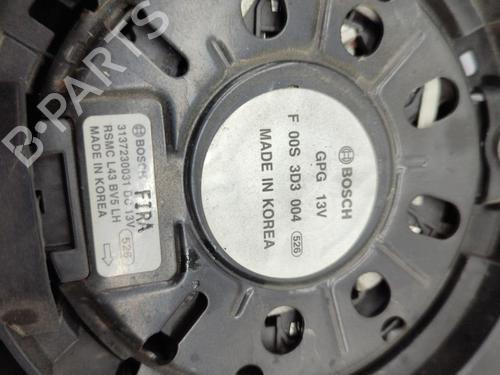 BOSCH
GPG 13V
F 00S 3D3 004 526
MADE IN KOREA
BOSCH
FIRA
3137230031 DC 13V
RSMC L43 BV5 LH 526
MADE IN KOREA
B-PARTS